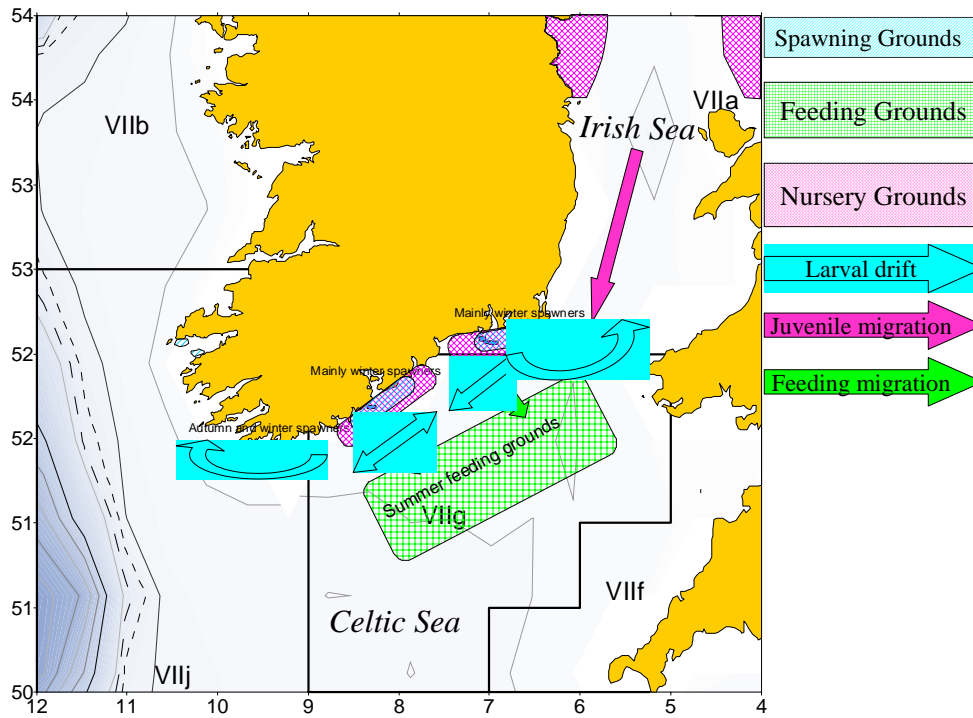 54
54
53
53
52
52
51
51
50
12 11 10 9 8 7 6 5 4
VIIb
VIIa
Irish Sea
Mainly winter spawners
Mainly winter spawners
Autumn and winter spawners
Summer feeding grounds
VIIg
VIIf
Celtic Sea
VIIj
Spawning Grounds
Feeding Grounds
Nursery Grounds
Larval drift
Juvenile migration
Feeding migration